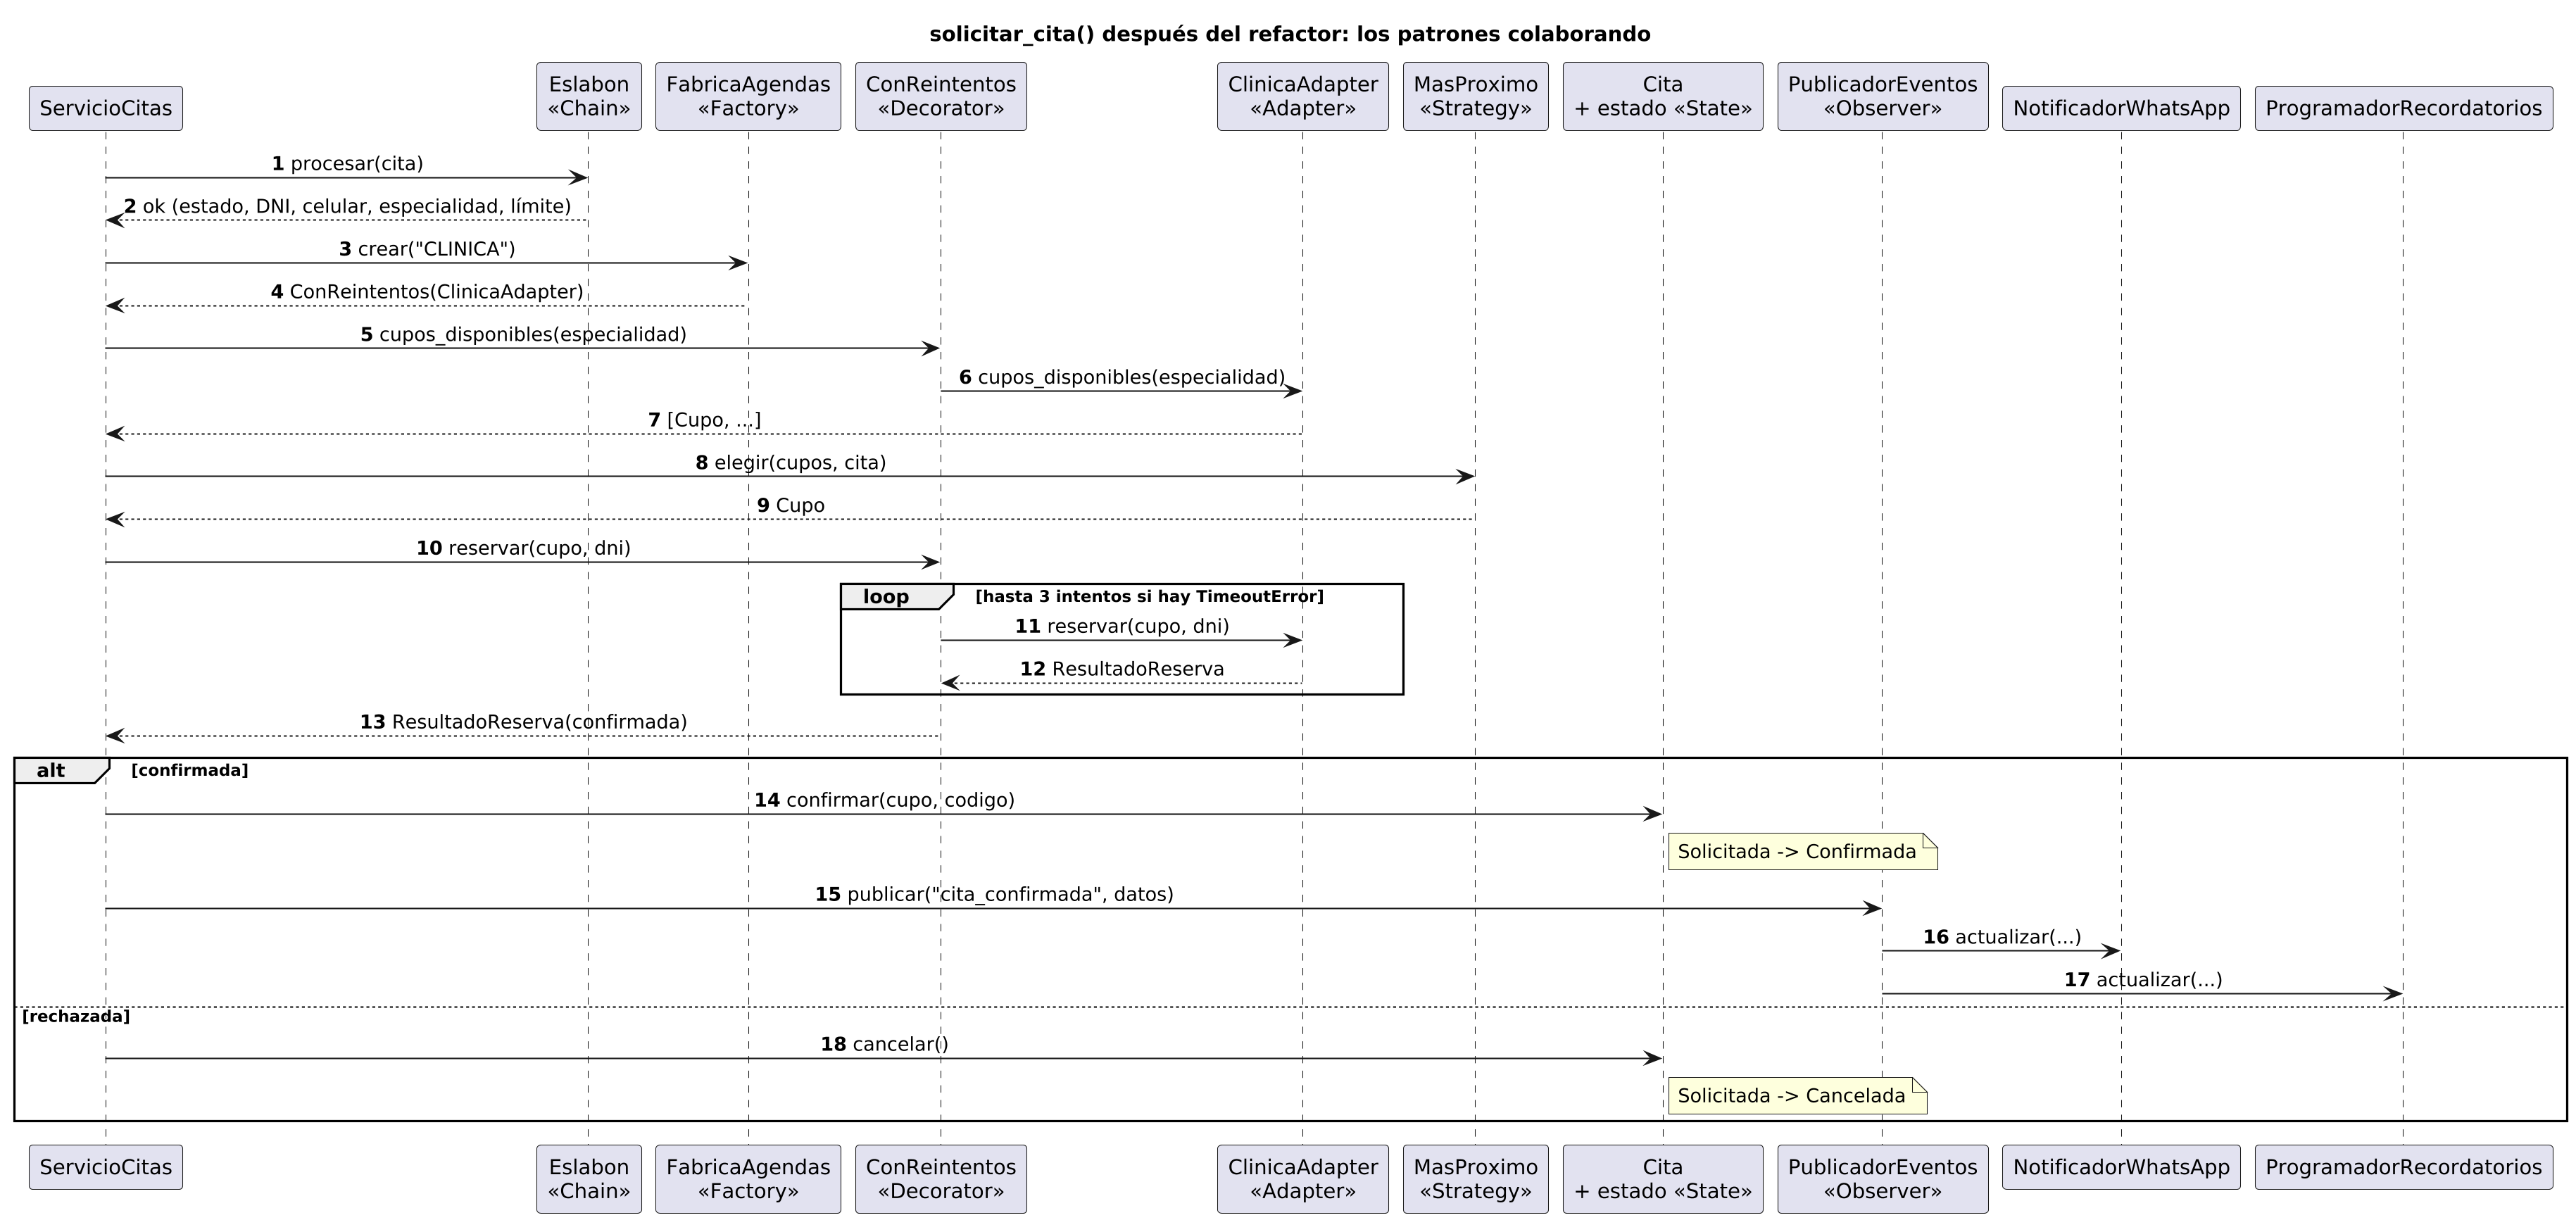 solicitar_cita() después del refactor: los patrones colaborando
ServicioCitas
Eslabon
«Chain»
FabricaAgendas
«Factory»
ConReintentos
«Decorator»
ClinicaAdapter
«Adapter»
MasProximo
«Strategy»
Cita
+ estado «State»
PublicadorEventos
«Observer»
NotificadorWhatsApp
ProgramadorRecordatorios
1 procesar(cita)
2 ok (estado, DNI, celular, especialidad, límite)
3 crear("CLINICA")
4 ConReintentos(ClinicaAdapter)
5 cupos_disponibles(especialidad)
6 cupos_disponibles(especialidad)
7 [Cupo, ...]
8 elegir(cupos, cita)
9 Cupo
10 reservar(cupo, dni)
loop [hasta 3 intentos si hay TimeoutError]
11 reservar(cupo, dni)
12 ResultadoReserva
13 ResultadoReserva(confirmada)
alt [confirmada]
14 confirmar(cupo, codigo)
Solicitada -> Confirmada
15 publicar("cita_confirmada", datos)
16 actualizar(...)
17 actualizar(...)
[rechazada]
18 cancelar()
Solicitada -> Cancelada
ServicioCitas
Eslabon
«Chain»
FabricaAgendas
«Factory»
ConReintentos
«Decorator»
ClinicaAdapter
«Adapter»
MasProximo
«Strategy»
Cita
+ estado «State»
PublicadorEventos
«Observer»
NotificadorWhatsApp
ProgramadorRecordatorios